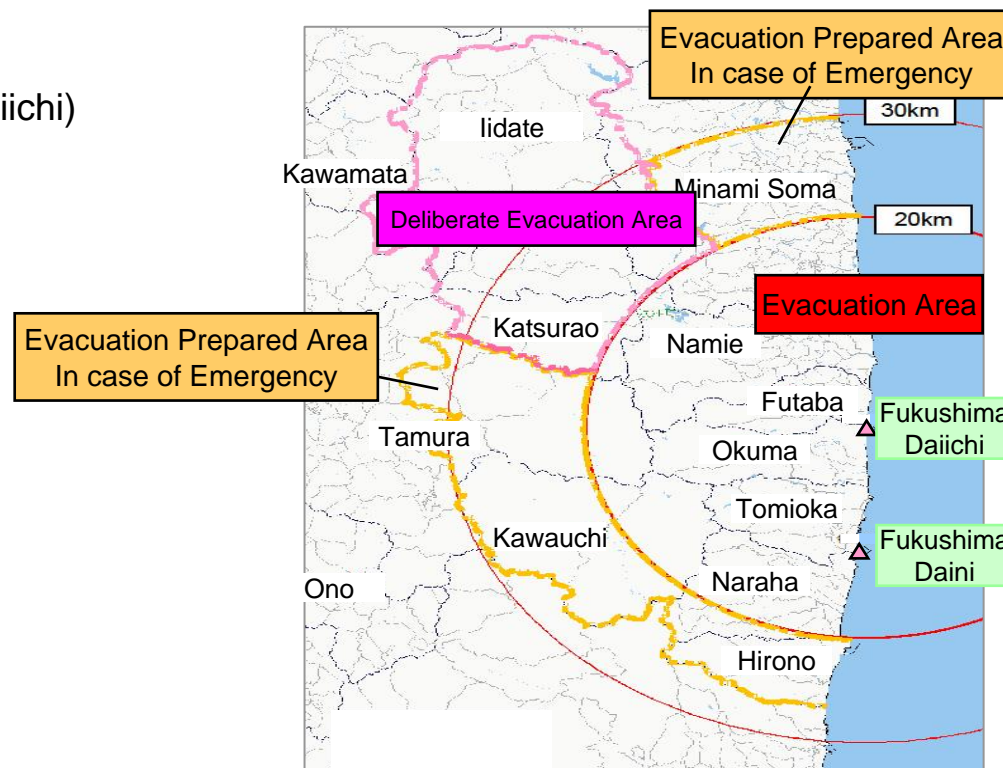 Evacuation Prepared Area
In case of Emergency
iichi)
30km
Iidate
Kawamata
Minami Soma
Deliberate Evacuation Area
20km
Evacuation Area
Katsurao
Namie
Evacuation Prepared Area
In case of Emergency
Futaba
Fukushima
Daiichi
Tamura
Okuma
Tomioka
Kawauchi
Fukushima
Daini
Ono
Naraha
Hirono